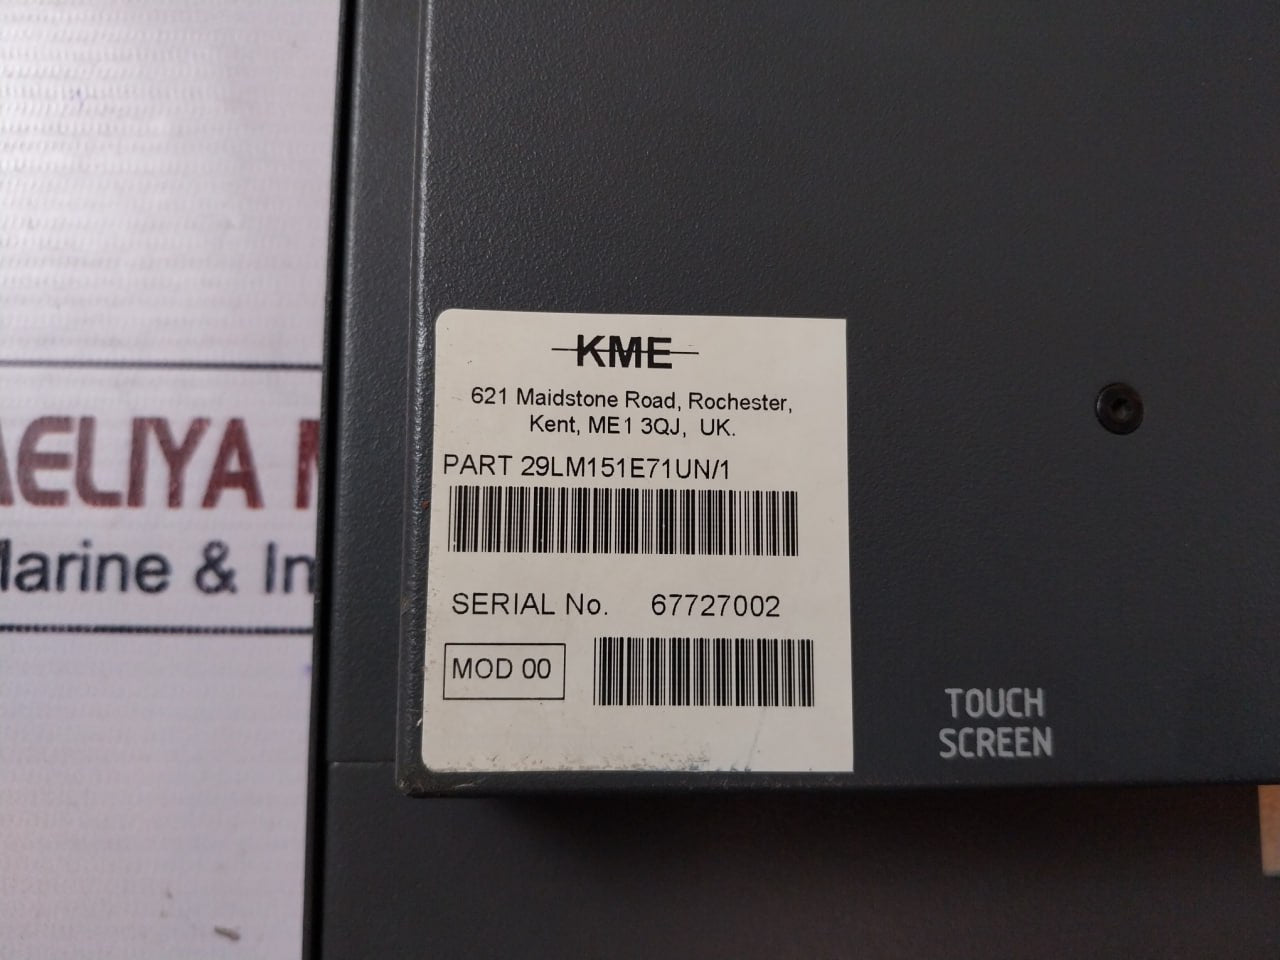 KME
621 Maidstone Road, Rochester,
Kent, ME1 3QJ, UK.
PART 29LM151E71UN/1
SERIAL No. 67727002
MOD 00
TOUCH
SCREEN
AELIYA M
Marine & In